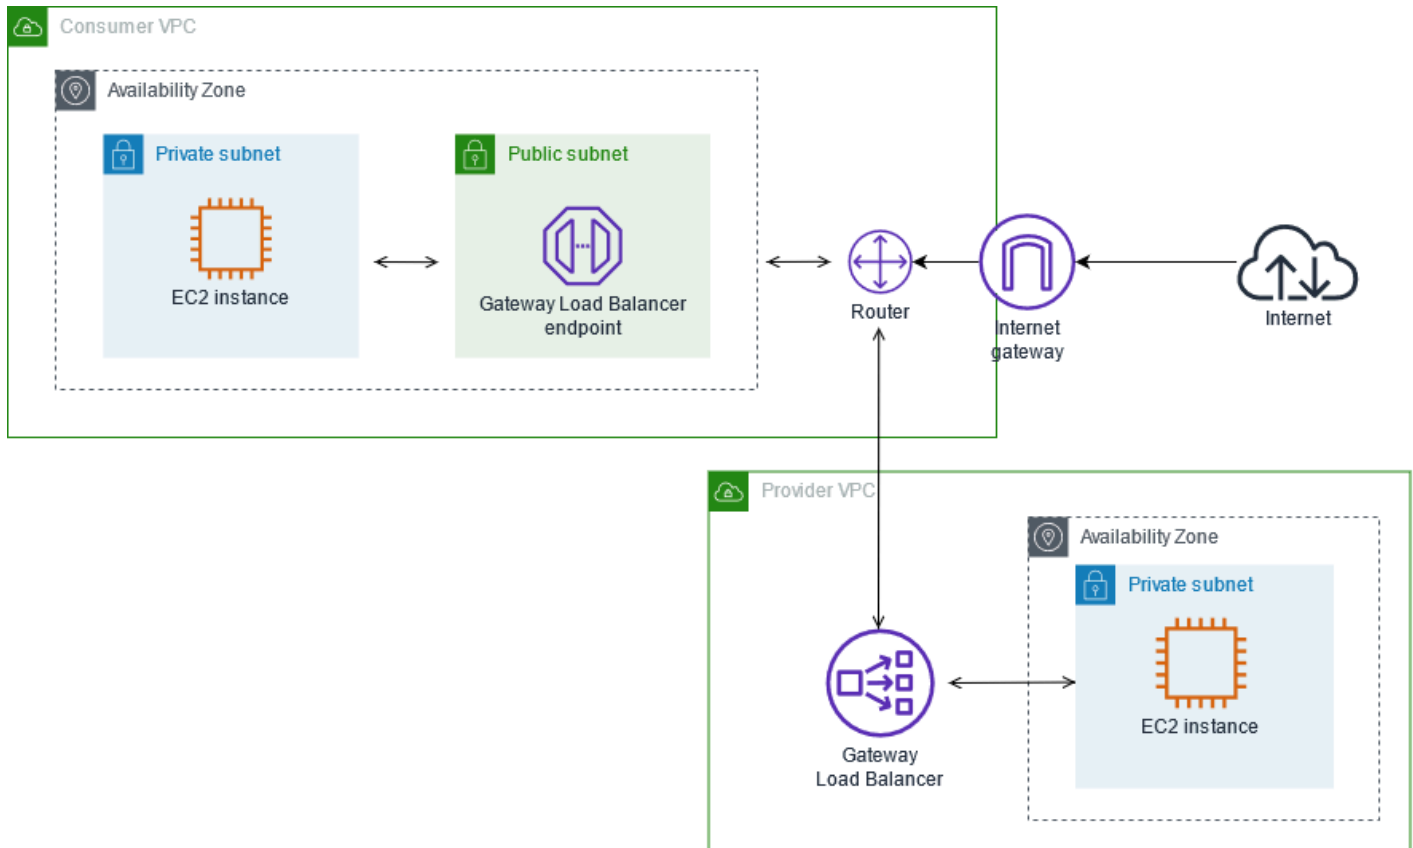 Consumer VPC
Availability Zone
Private subnet
EC2 instance
Public subnet
Gateway Load Balancer
endpoint
Router
Internet
gateway
Internet
Provider VPC
Availability Zone
Private subnet
EC2 instance
Gateway
Load Balancer